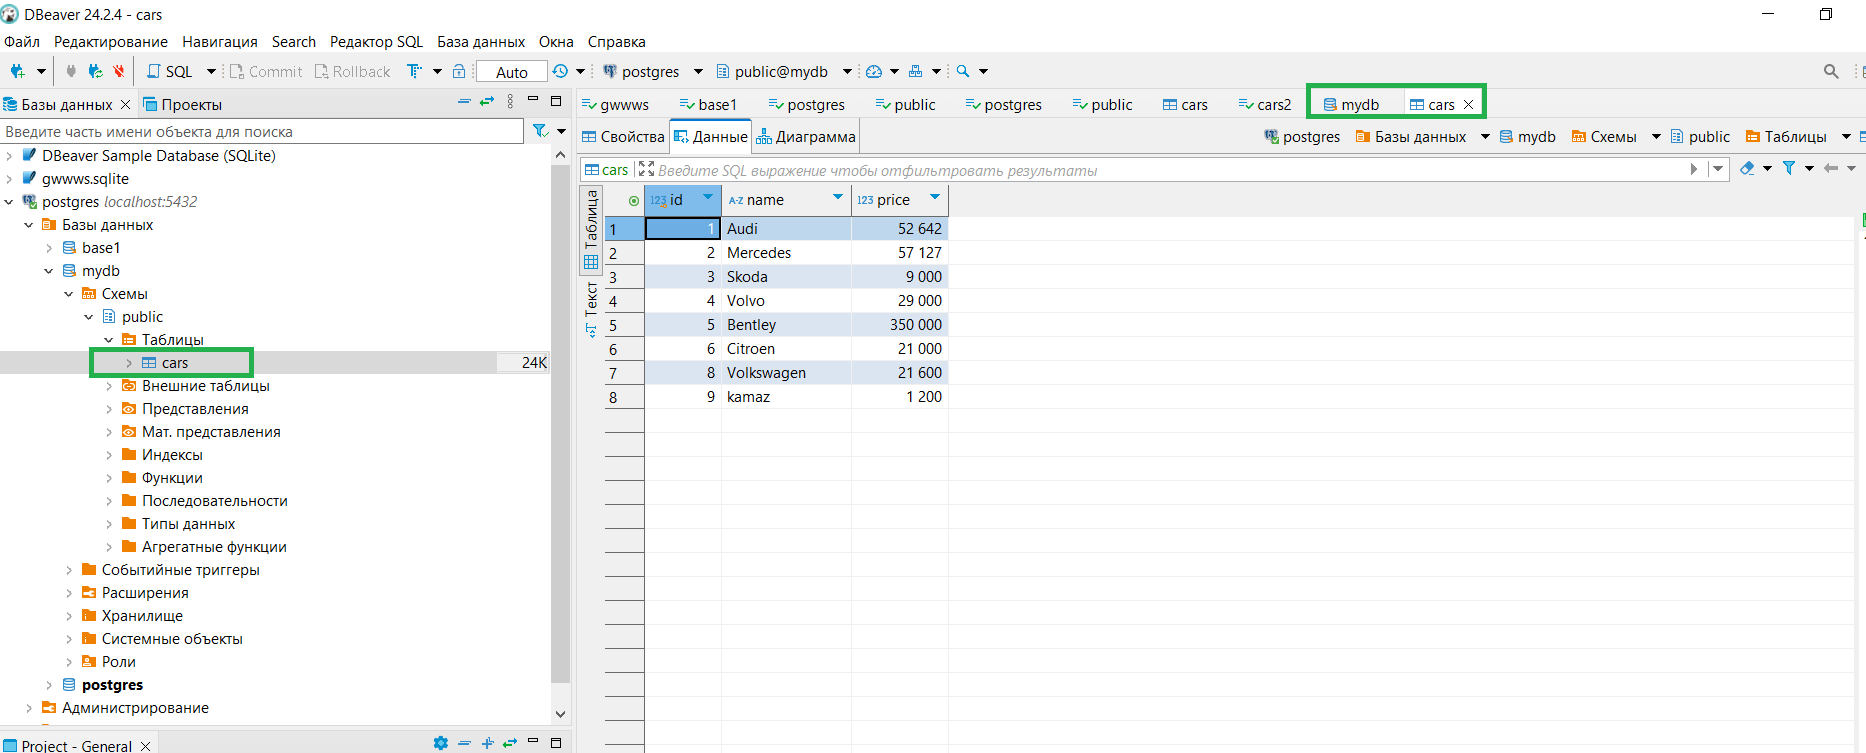 DBeaver 24.2.4 - cars
Файл Редактирование Навигация Search Редактор SQL База данных Окна Справка
SQL Commit Rollback Auto postgres public@mydb
Базы данных Проекты
gwwws base1 postgres public postgres public cars cars2 mydb cars
Введите часть имени объекта для поиска
Свойства Данные Диаграмма postgres Базы данных mydb Схемы public Таблицы
DBeaver Sample Database (SQLite)
gwwws.sqlite
postgres localhost:5432
Базы данных
base1
mydb
Схемы
public
Таблицы
cars 24K
Внешние таблицы
Представления
Мат. представления
Индексы
Функции
Последовательности
Типы данных
Агрегатные функции
Событийные триггеры
Расширения
Хранилище
Системные объекты
Роли
postgres
Администрирование
Project - General
cars Введите SQL выражение чтобы отфильтровать результаты
Таблица
Текст
123 id A-Z name 123 price
1 1 Audi 52 642
2 2 Mercedes 57 127
3 3 Skoda 9 000
4 4 Volvo 29 000
5 5 Bentley 350 000
6 6 Citroen 21 000
7 8 Volkswagen 21 600
8 9 kamaz 1 200